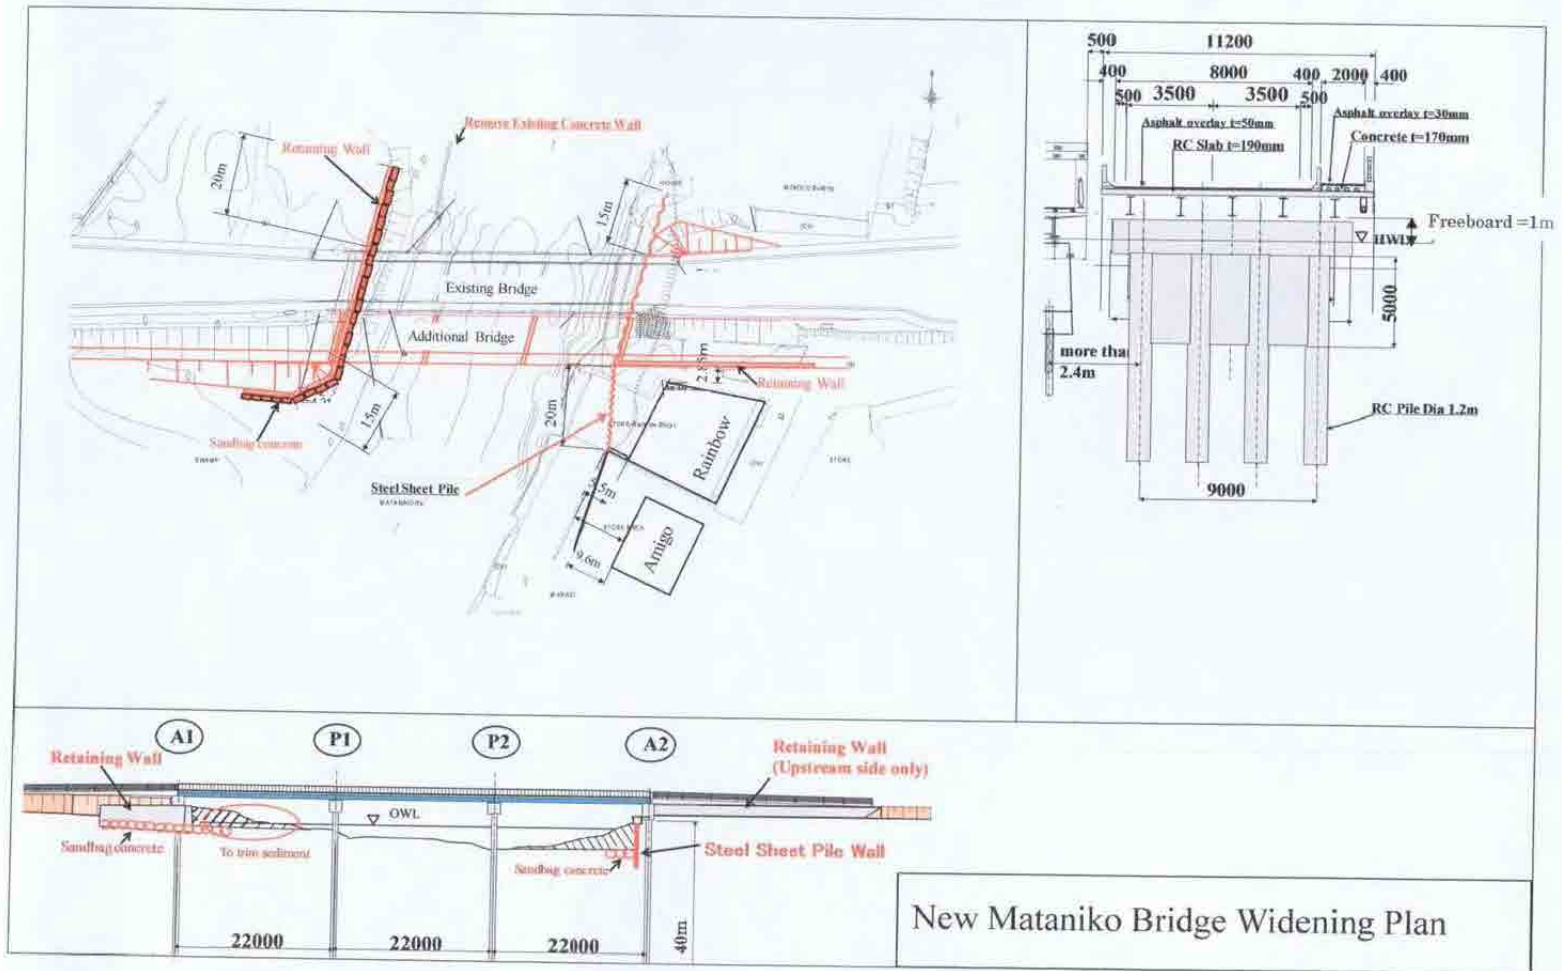 Remove Existing Concrete Wall
Retaining Wall
20m
15m
Existing Bridge
Additional Bridge
2.85m
Retaining Wall
15m
20m
Sandbag concrete
SWAMP
Steel Sheet Pile
Rainbow
STORE
Amigo
9.6m
500
11200
400
8000
400
2000
400
500
3500
3500
500
Asphalt overlay t=30mm
Asphalt overlay t=50mm
Concrete t=170mm
RC Slab t=190mm
Freeboard =1m
HWL
5000
more tha
2.4m
RC Pile Dia 1.2m
9000
A1
P1
P2
A2
Retaining Wall
Retaining Wall
(Upstream side only)
OWL
Sandbag concrete
To trim sediment
Sandbag concrete
Steel Sheet Pile Wall
22000
22000
22000
40m
New Mataniko Bridge Widening Plan